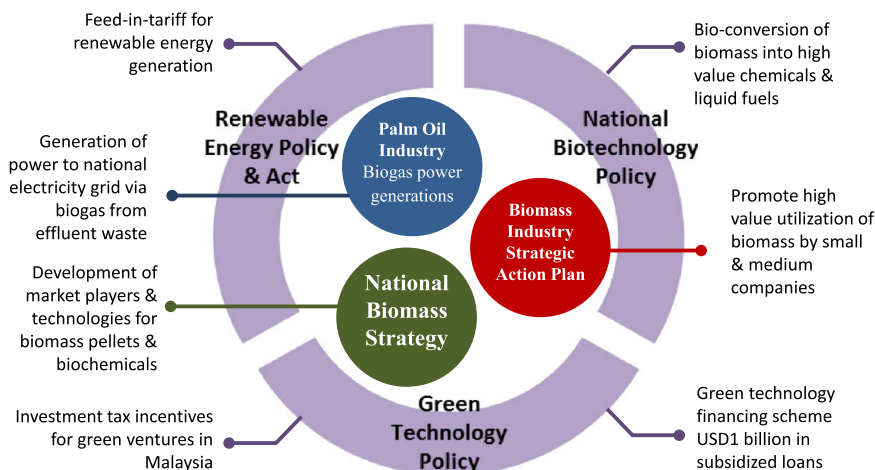 Feed-in-tariff for
renewable energy
generation
Bio-conversion of
biomass into high
value chemicals &
liquid fuels
Renewable
Energy Policy
& Act
Palm Oil
Industry
Biogas power
generations
National
Biotechnology
Policy
Generation of
power to national
electricity grid via
biogas from
effluent waste
Biomass
Industry
Strategic
Action Plan
Promote high
value utilization of
biomass by small
& medium
companies
Development of
market players &
technologies for
biomass pellets &
biochemicals
National
Biomass
Strategy
Investment tax incentives
for green ventures in
Malaysia
Green
Technology
Policy
Green technology
financing scheme
USD1 billion in
subsidized loans